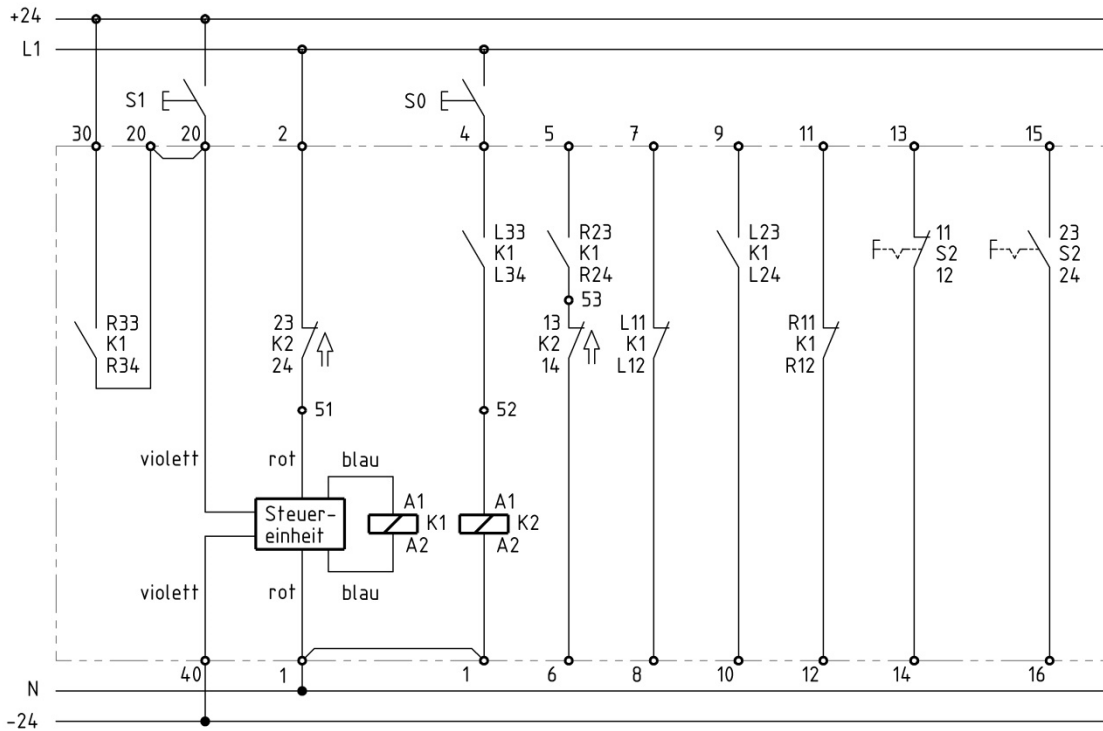 +24
L1
S1
S0
30
20
20
2
4
5
7
9
11
13
15
L33
K1
L34
R23
K1
R24
L23
K1
L24
11
S2
12
23
S2
24
53
R33
K1
R34
23
K2
24
13
K2
14
L11
K1
L12
R11
K1
R12
51
52
violett
rot
blau
Steuer-
einheit
A1
K1
A2
A1
K2
A2
violett
rot
blau
40
1
1
6
8
10
12
14
16
N
-24